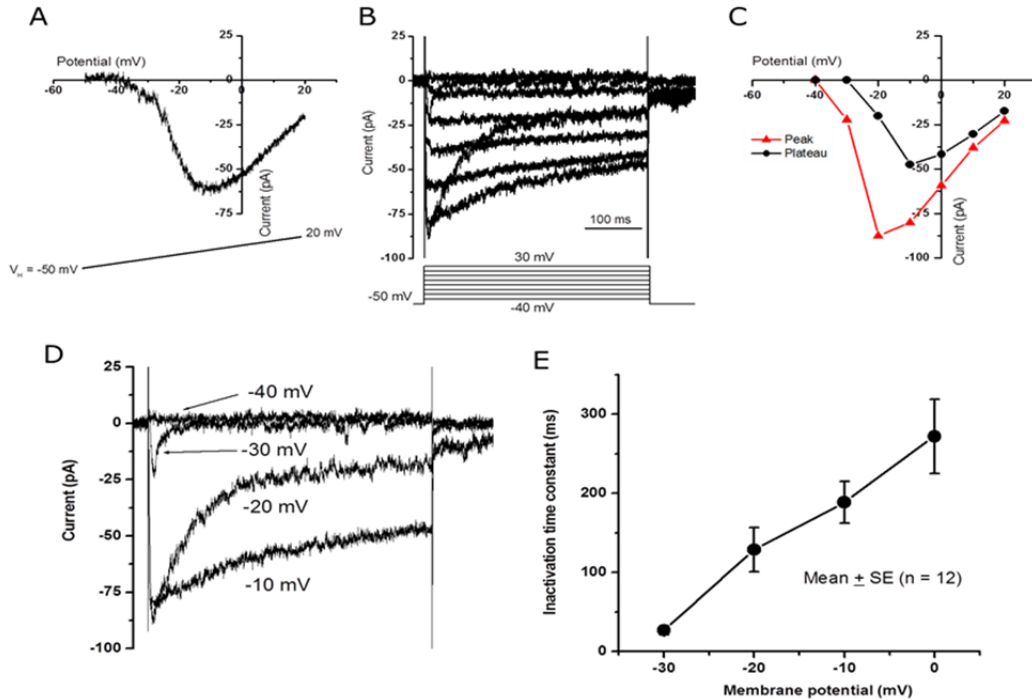 A
Potential (mV)
25
-60
-40
-20
0
0
20
-25
-50
-75
Current (pA)
20 mV
V_H = -50 mV
B
25
0
-25
-50
-75
-100
Current (pA)
100 ms
30 mV
-50 mV
-40 mV
C
25
Potential (mV)
-60
-40
-20
0
0
20
-25
-50
-75
-100
Peak
Plateau
Current (pA)
D
25
0
-25
-50
-75
-100
Current (pA)
-40 mV
-30 mV
-20 mV
-10 mV
E
300
200
100
0
Inactivation time constant (ms)
Mean ± SE (n = 12)
-30
-20
-10
0
Membrane potential (mV)